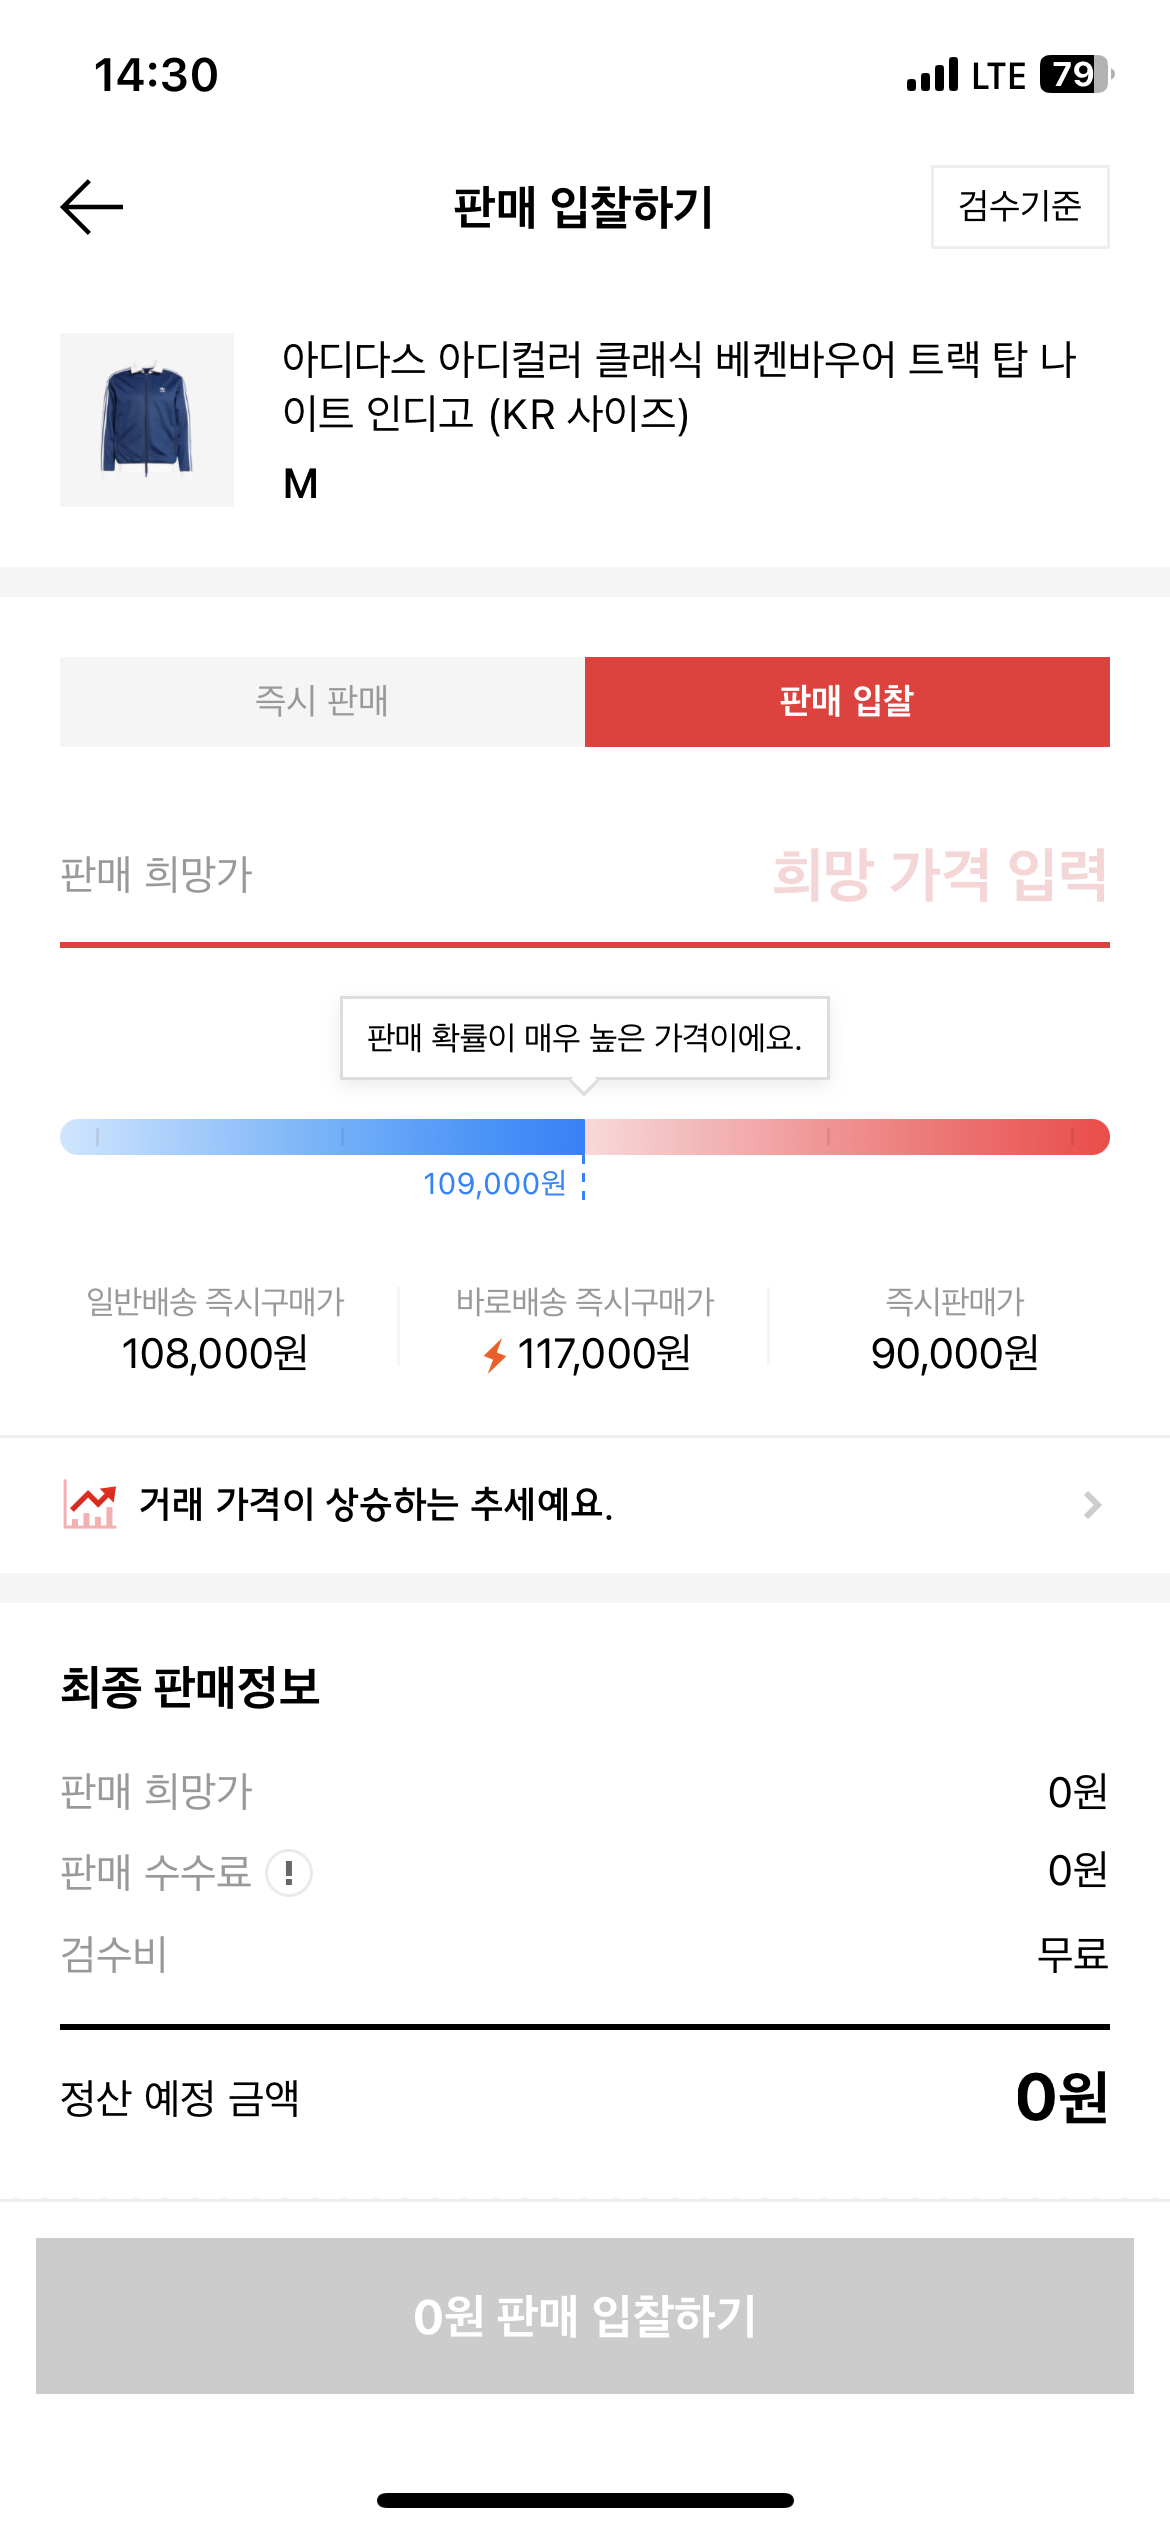 14:30
LTE 79
판매 입찰하기
검수기준
아디다스 아디컬러 클래식 베켄바우어 트랙 탑 나
이트 인디고 (KR 사이즈)
M
즉시 판매
판매 입찰
판매 희망가
희망 가격 입력
판매 확률이 매우 높은 가격이에요.
109,000원
일반배송 즉시구매가
108,000원
바로배송 즉시구매가
117,000원
즉시판매가
90,000원
거래 가격이 상승하는 추세예요.
최종 판매정보
판매 희망가
0원
판매 수수료 !
0원
검수비
무료
정산 예정 금액
0원
0원 판매 입찰하기